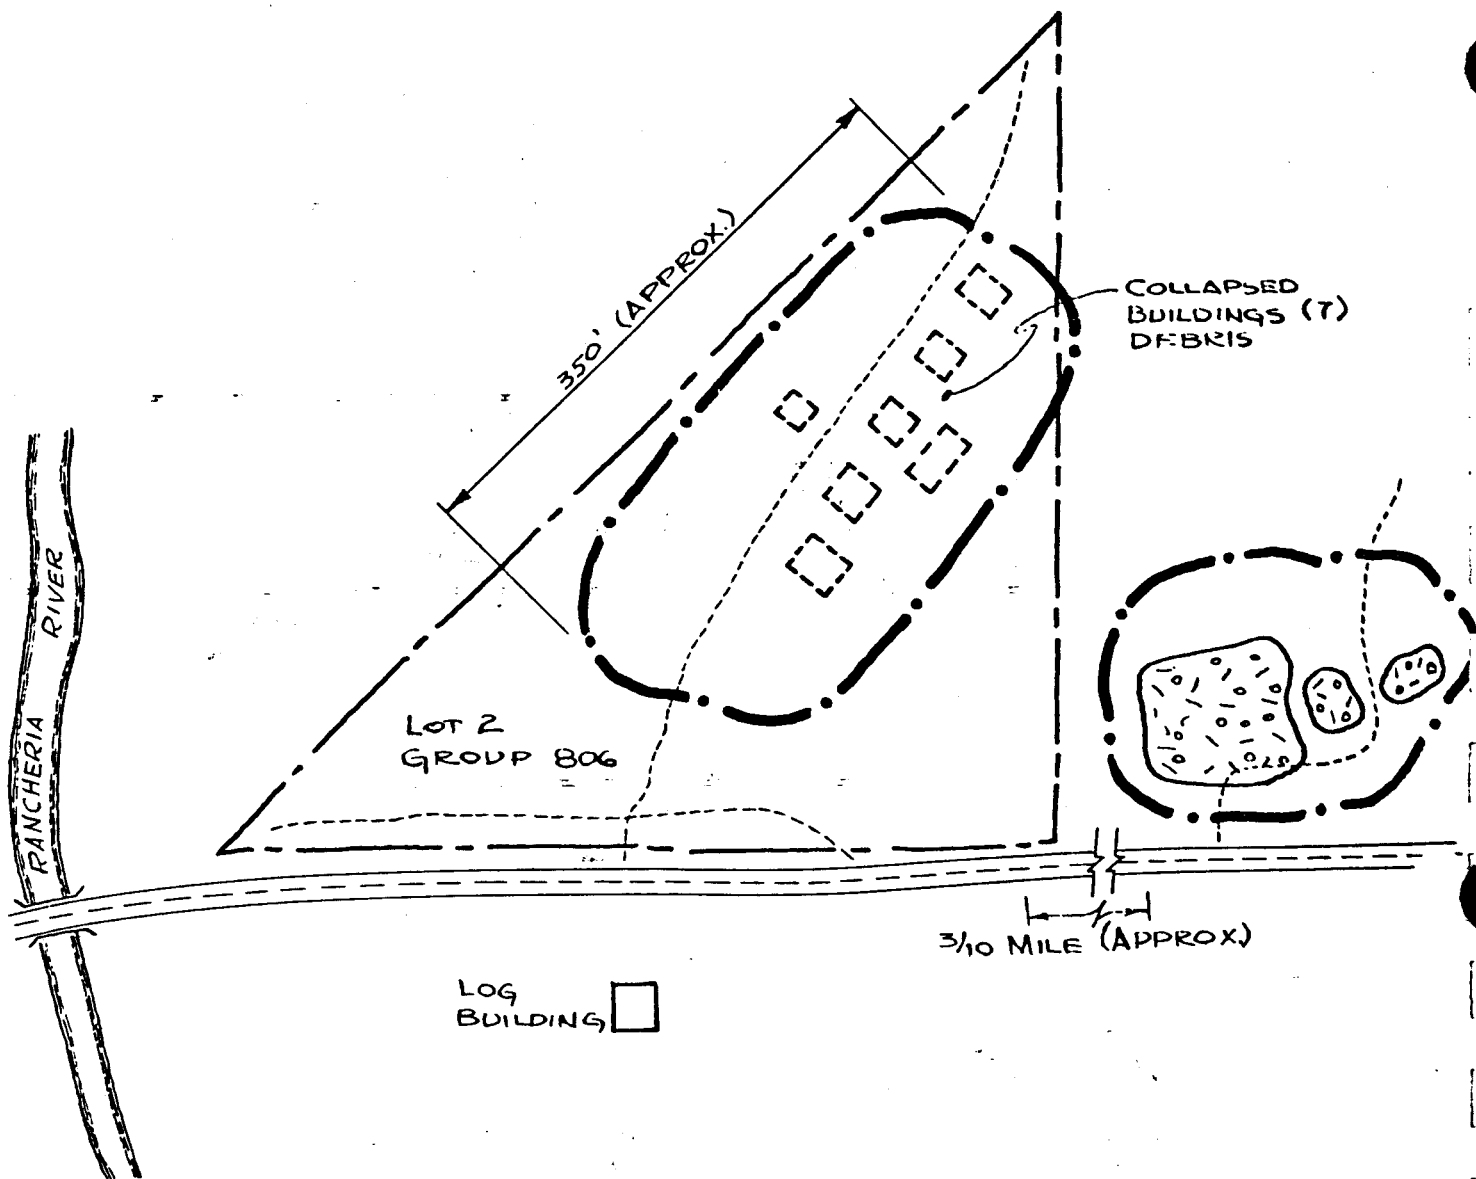 350' (APPROX.)
COLLAPSED
BUILDINGS (7)
DEBRIS
RANCHERIA RIVER
LOT 2
GROUP 806
3/10 MILE (APPROX.)
LOG
BUILDING